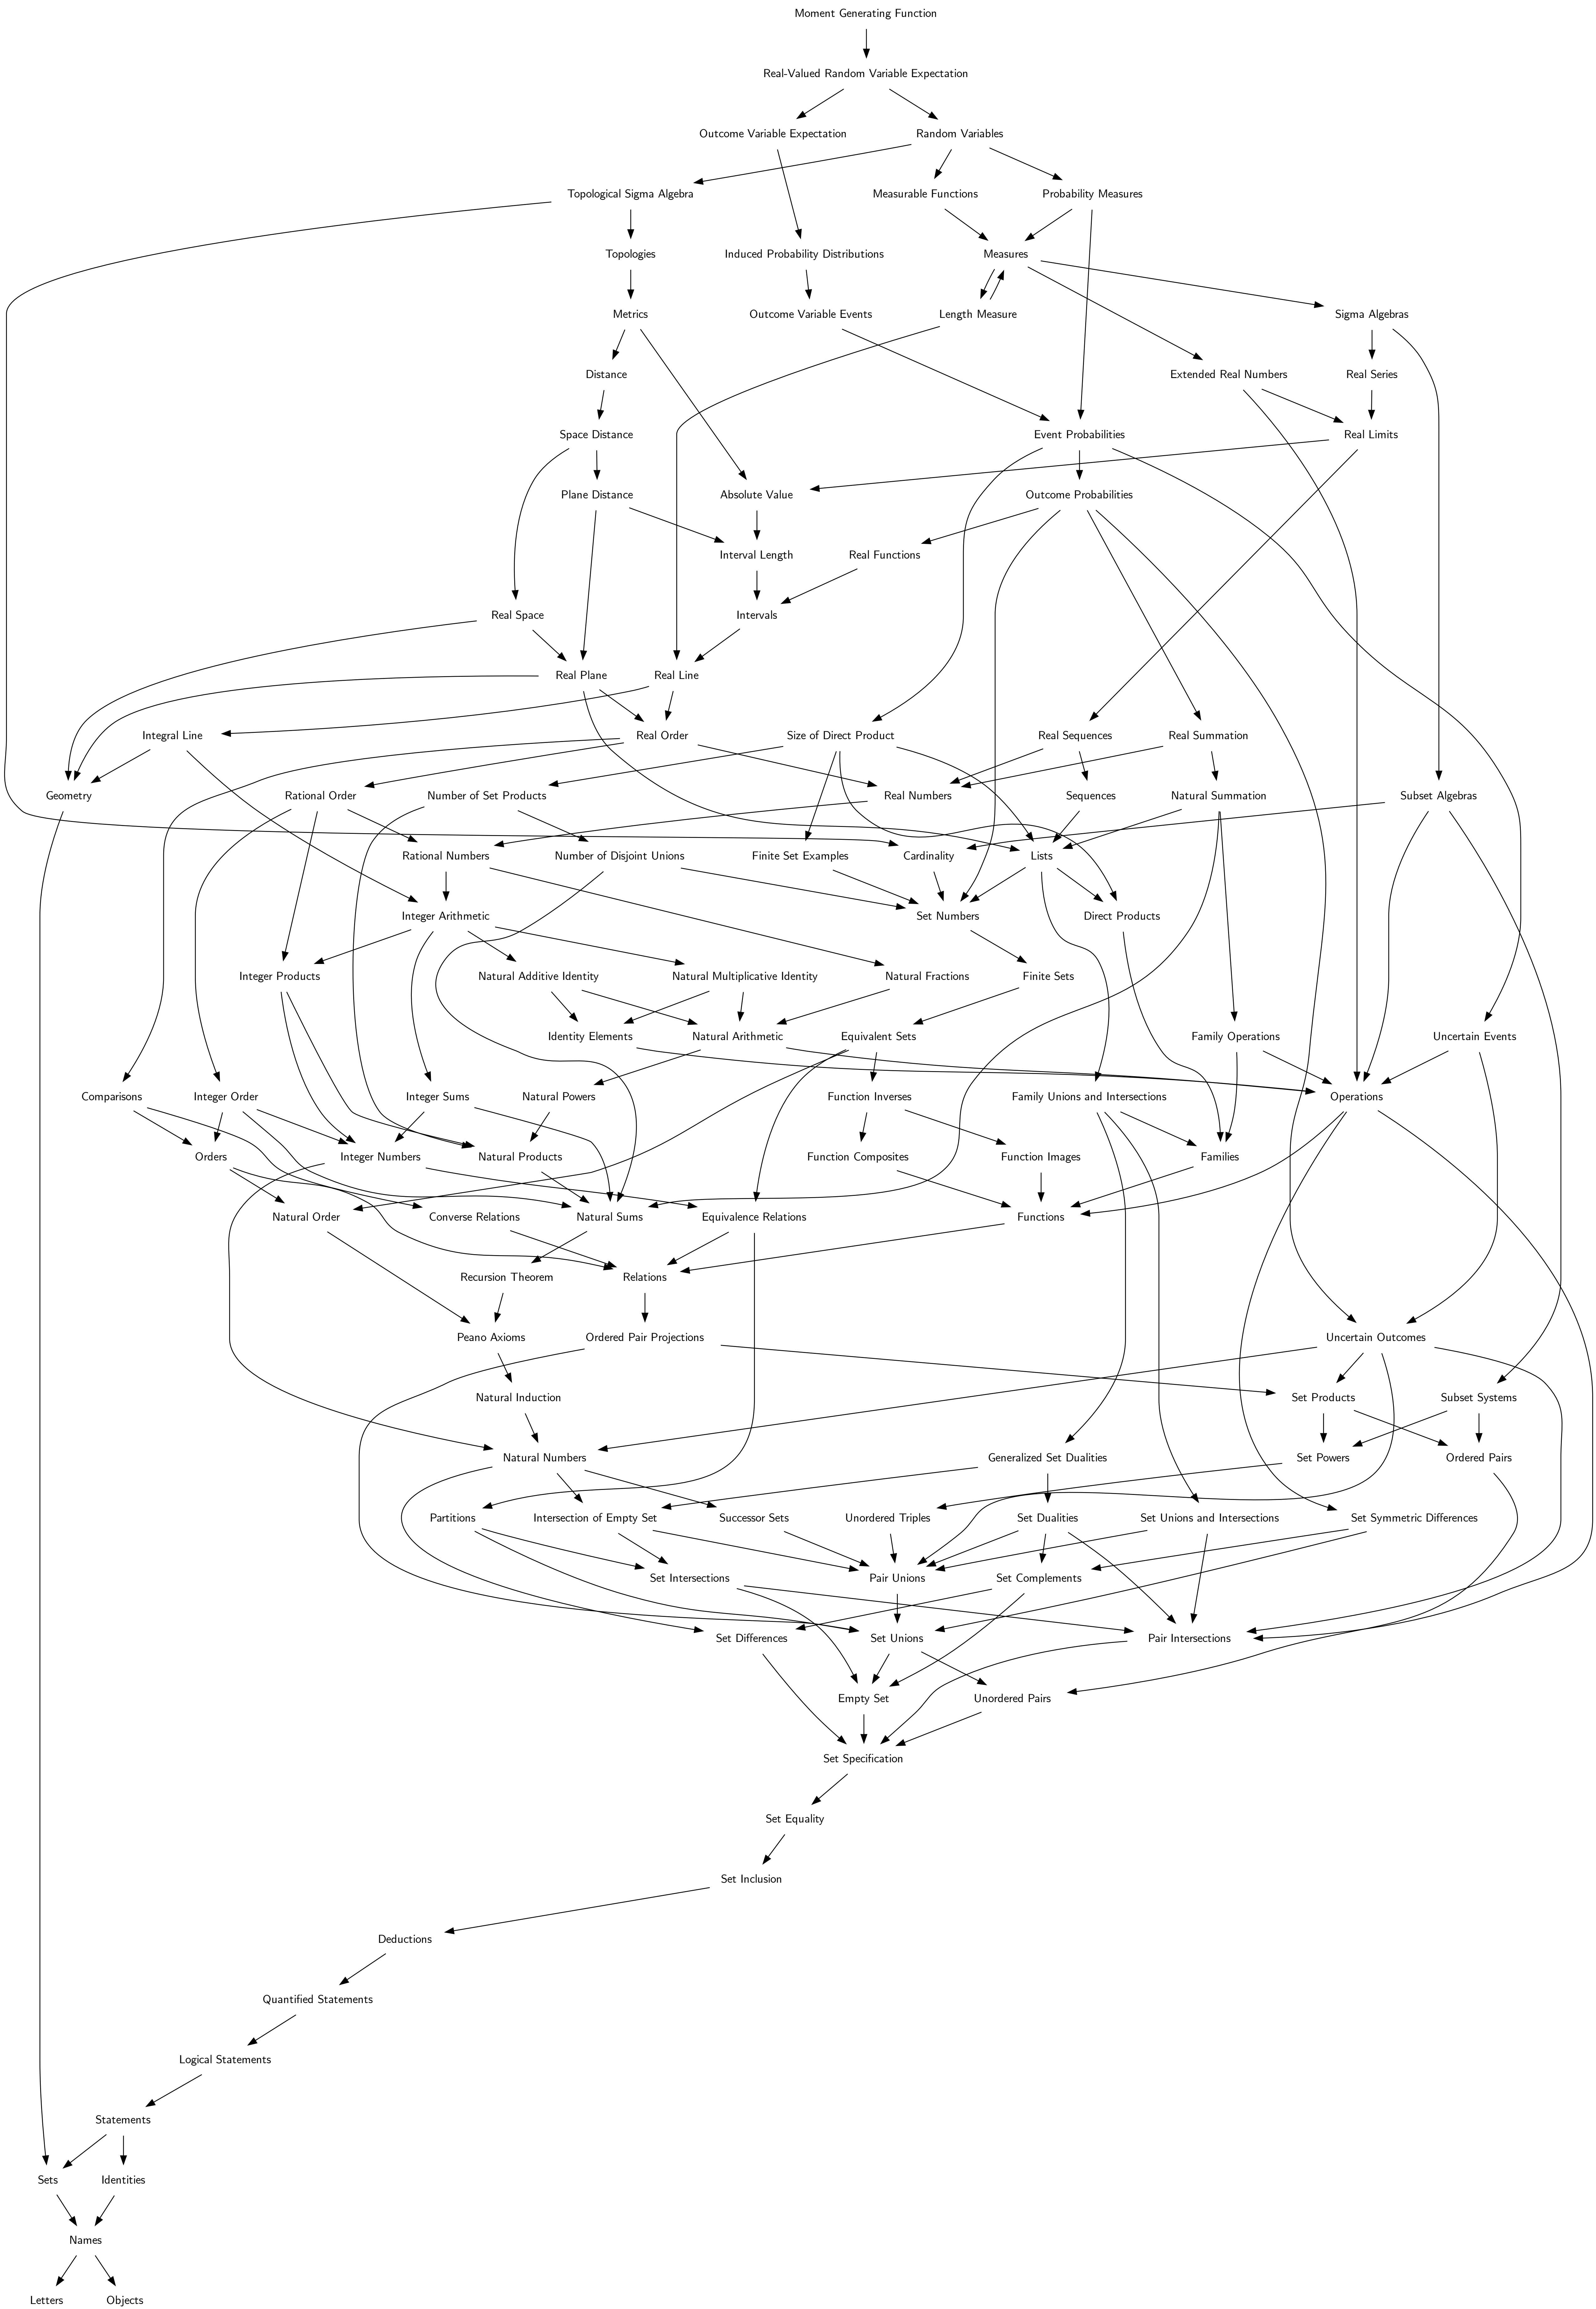 Moment Generating Function
Real-Valued Random Variable Expectation
Outcome Variable Expectation
Random Variables
Topological Sigma Algebra
Measurable Functions
Probability Measures
Topologies
Induced Probability Distributions
Measures
Metrics
Outcome Variable Events
Length Measure
Sigma Algebras
Distance
Extended Real Numbers
Real Series
Space Distance
Event Probabilities
Real Limits
Plane Distance
Absolute Value
Outcome Probabilities
Interval Length
Real Functions
Real Space
Intervals
Real Plane
Real Line
Integral Line
Real Order
Size of Direct Product
Real Sequences
Real Summation
Geometry
Rational Order
Number of Set Products
Real Numbers
Sequences
Natural Summation
Subset Algebras
Rational Numbers
Number of Disjoint Unions
Finite Set Examples
Cardinality
Lists
Integer Arithmetic
Set Numbers
Direct Products
Integer Products
Natural Additive Identity
Natural Multiplicative Identity
Natural Fractions
Finite Sets
Identity Elements
Natural Arithmetic
Equivalent Sets
Family Operations
Uncertain Events
Comparisons
Integer Order
Integer Sums
Natural Powers
Function Inverses
Family Unions and Intersections
Operations
Orders
Integer Numbers
Natural Products
Function Composites
Function Images
Families
Natural Order
Converse Relations
Natural Sums
Equivalence Relations
Functions
Recursion Theorem
Relations
Peano Axioms
Ordered Pair Projections
Uncertain Outcomes
Natural Induction
Set Products
Subset Systems
Natural Numbers
Generalized Set Dualities
Set Powers
Ordered Pairs
Partitions
Intersection of Empty Set
Successor Sets
Unordered Triples
Set Dualities
Set Unions and Intersections
Set Symmetric Differences
Set Intersections
Pair Unions
Set Complements
Set Differences
Set Unions
Pair Intersections
Empty Set
Unordered Pairs
Set Specification
Set Equality
Set Inclusion
Deductions
Quantified Statements
Logical Statements
Statements
Sets
Identities
Names
Letters
Objects